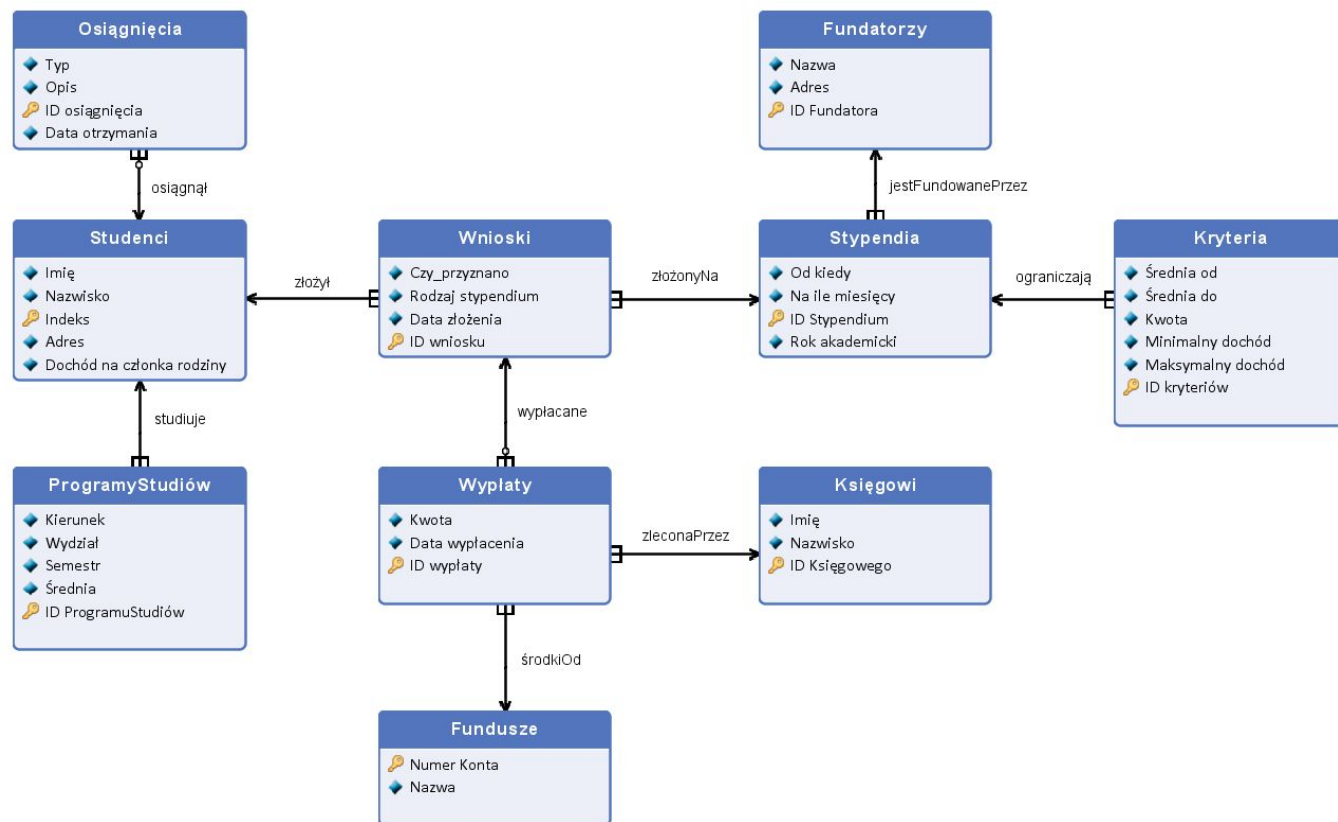 Osiągnięcia
Typ
Opis
ID osiągnięcia
Data otrzymania
Fundatorzy
Nazwa
Adres
ID Fundatora
osiągnął
jestFundowanePrzez
Studenci
Imię
Nazwisko
Indeks
Adres
Dochód na członka rodziny
złożył
Wnioski
Czy_przyznano
Rodzaj stypendium
Data złożenia
ID wniosku
złożonyNa
Stypendia
Od kiedy
Na ile miesięcy
ID Stypendium
Rok akademicki
ograniczają
Kryteria
Średnia od
Średnia do
Kwota
Minimalny dochód
Maksymalny dochód
ID kryteriów
studiuje
wypłacane
ProgramyStudiów
Kierunek
Wydział
Semestr
Średnia
ID ProgramuStudiów
Wypłaty
Kwota
Data wypłacenia
ID wypłaty
zleconaPrzez
Księgowi
Imię
Nazwisko
ID Księgowego
środkiOd
Fundusze
Numer Konta
Nazwa